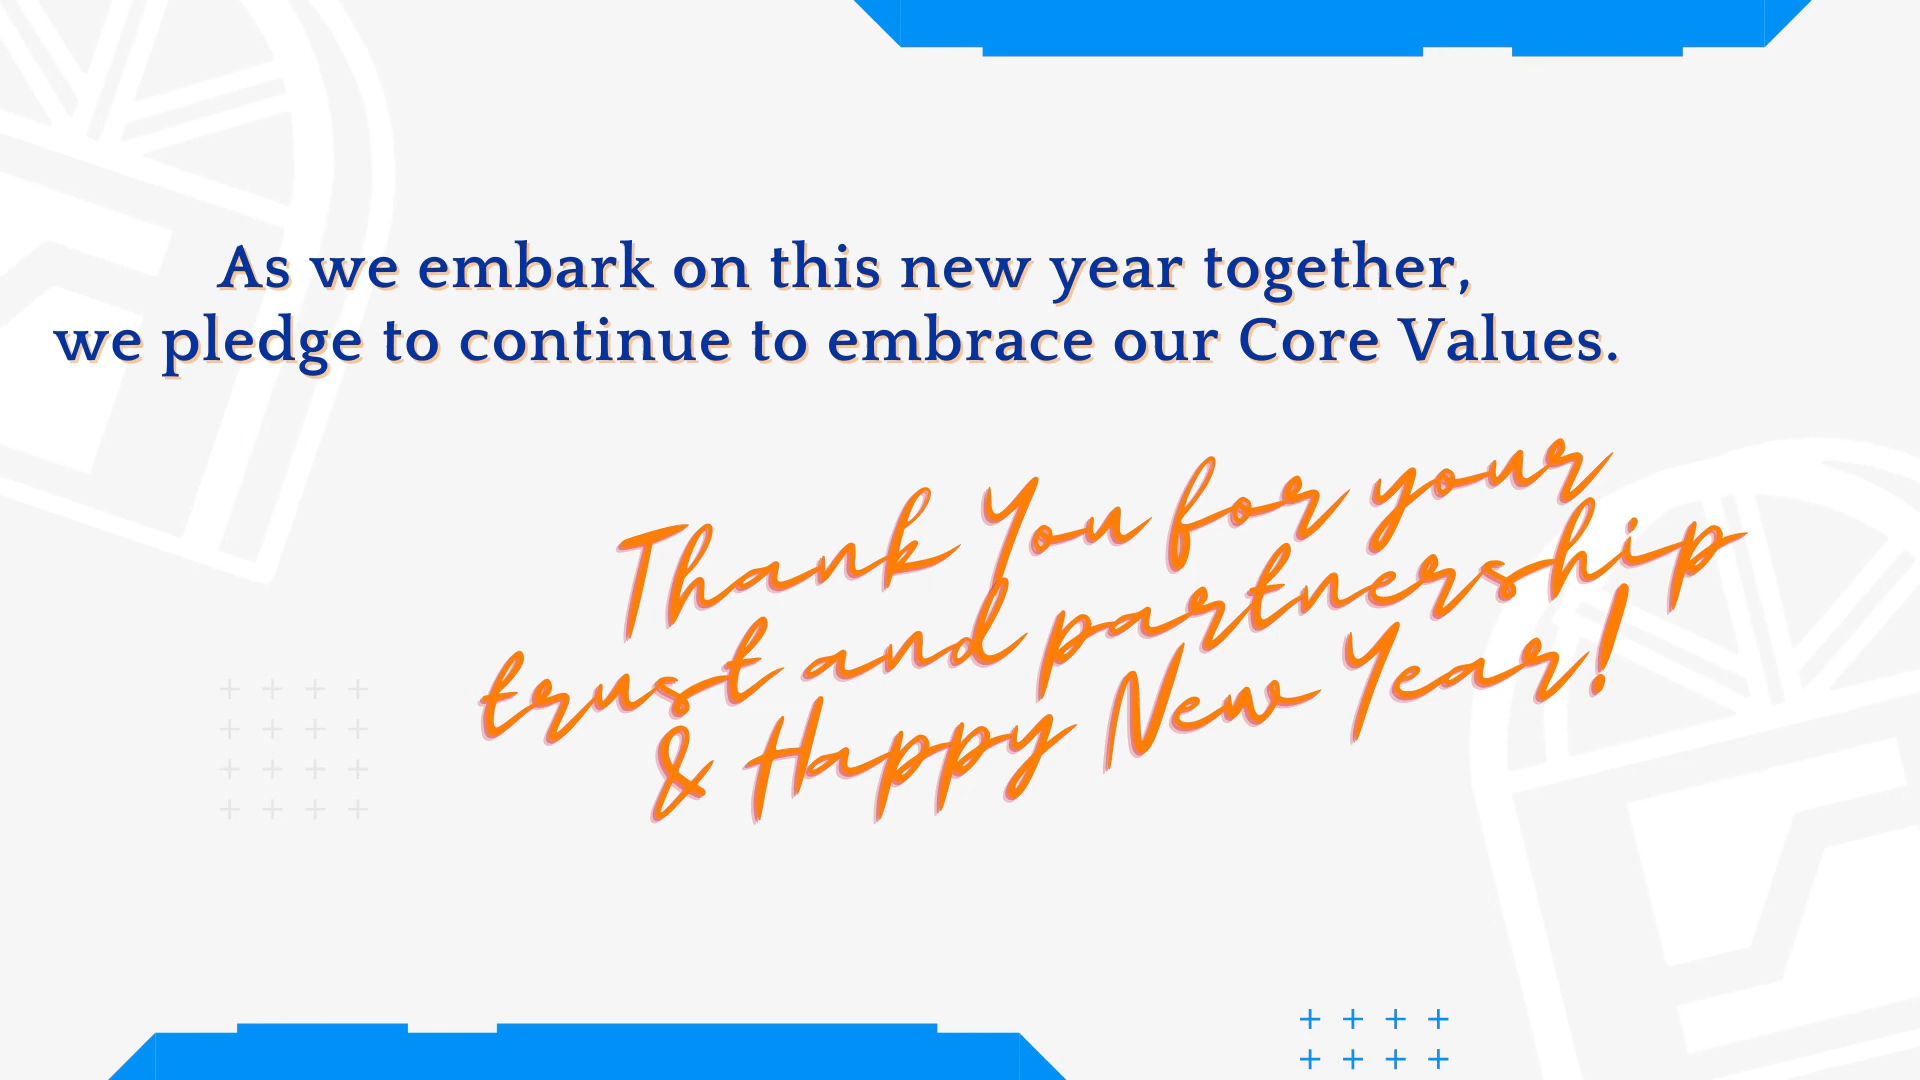 As we embark on this new year together,
we pledge to continue to embrace our Core Values.
Thank You for your
trust and partnership
& Happy New Year!